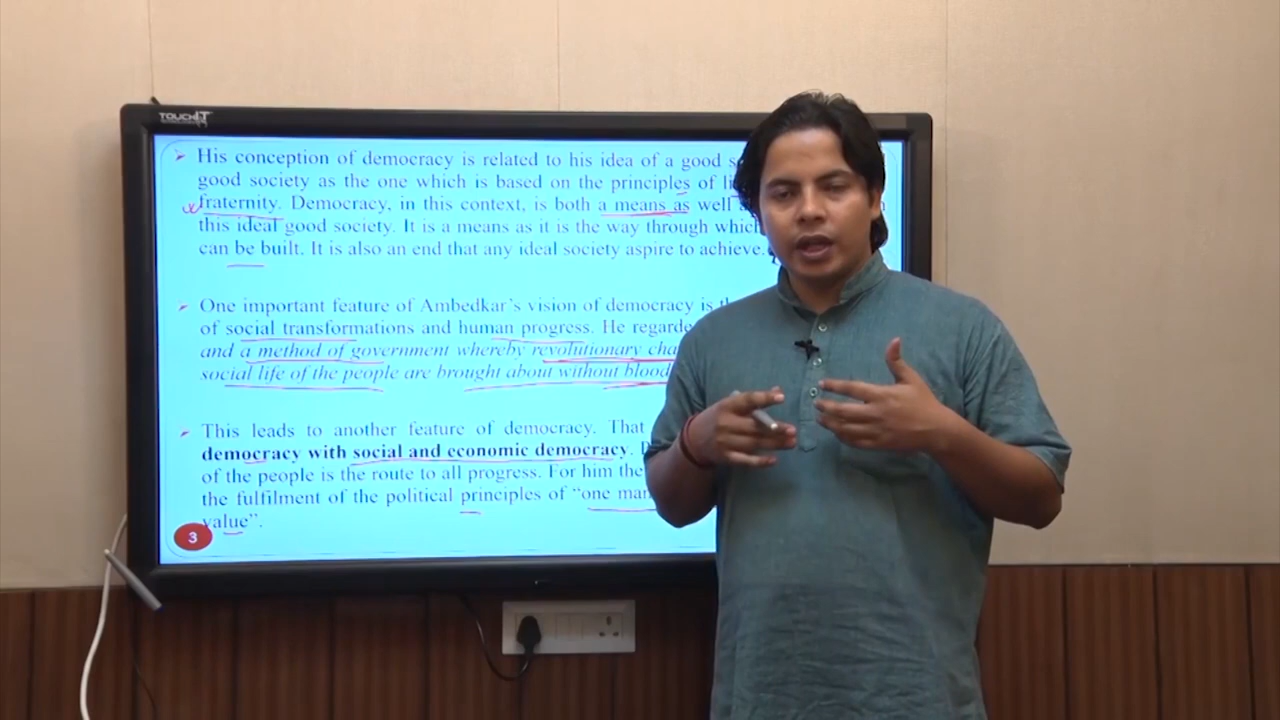 TOUCHIT
His conception of democracy is related to his idea of a good
good society as the one which is based on the principles of
fraternity. Democracy, in this context, is both a means as well
this ideal good society. It is a means as it is the way through which
can be built. It is also an end that any ideal society aspire to achieve.
One important feature of Ambedkar's vision of democracy is
of social transformations and human progress. He
and a method of government whereby revolutionary
social life of the people are brought about without
This leads to another feature of democracy. That
democracy with social and economic democracy.
of the people is the route to all progress. For him the
the fulfilment of the political principles of "one man
value".
3